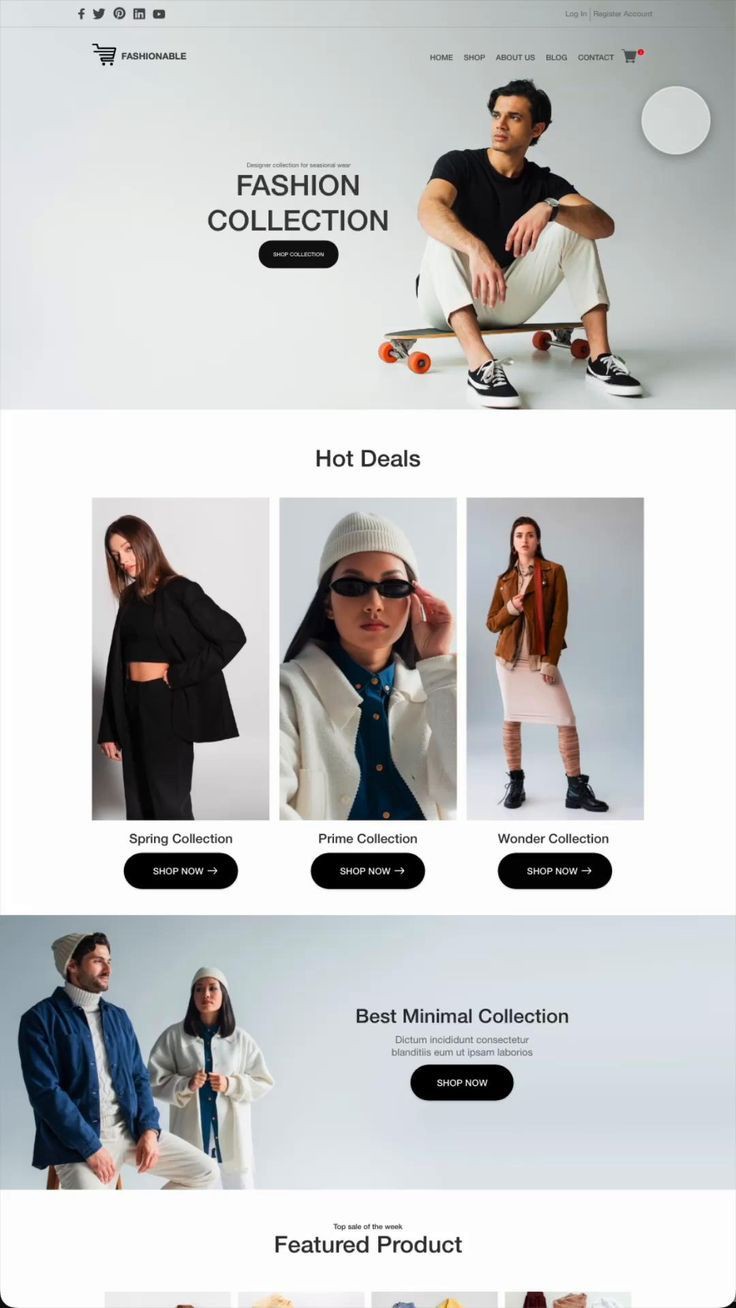 Log In | Register Account
FASHIONABLE
HOME SHOP ABOUT US BLOG CONTACT
Designer collection for seasional wear
FASHION
COLLECTION
SHOP COLLECTION
Hot Deals
Spring Collection
SHOP NOW →
Prime Collection
SHOP NOW →
Wonder Collection
SHOP NOW →
Best Minimal Collection
Dictum incididunt consectetur
blanditiis eum ut ipsam laborios
SHOP NOW
Top sale of the week
Featured Product